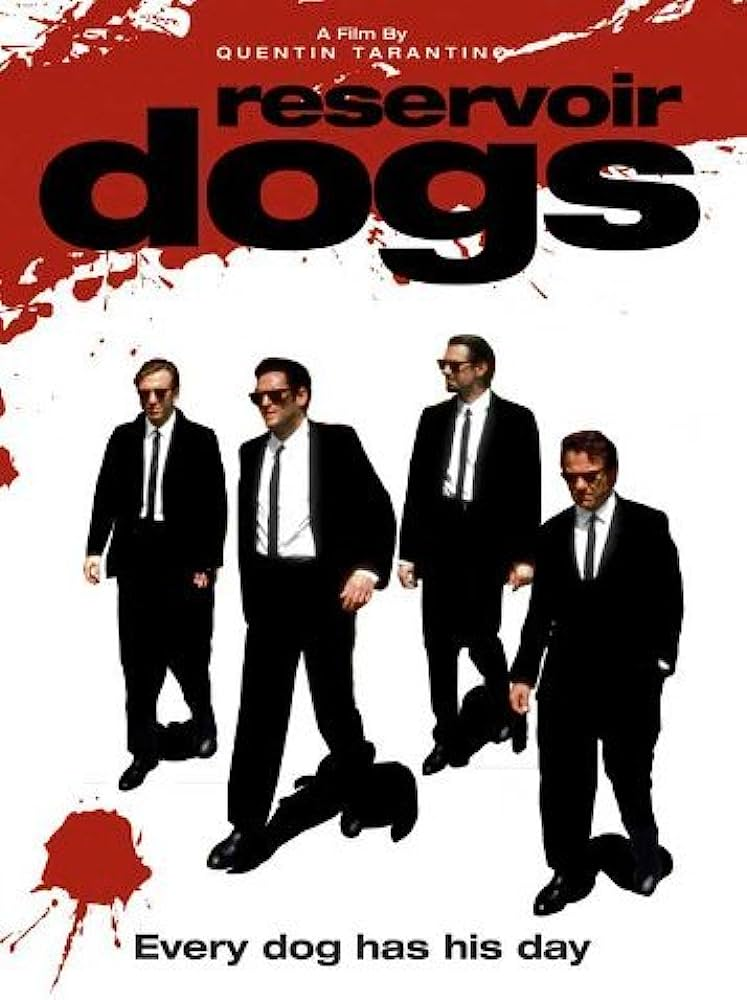 A Film By
QUENTIN TARANTINO
reservoir
dogs
Every dog has his day